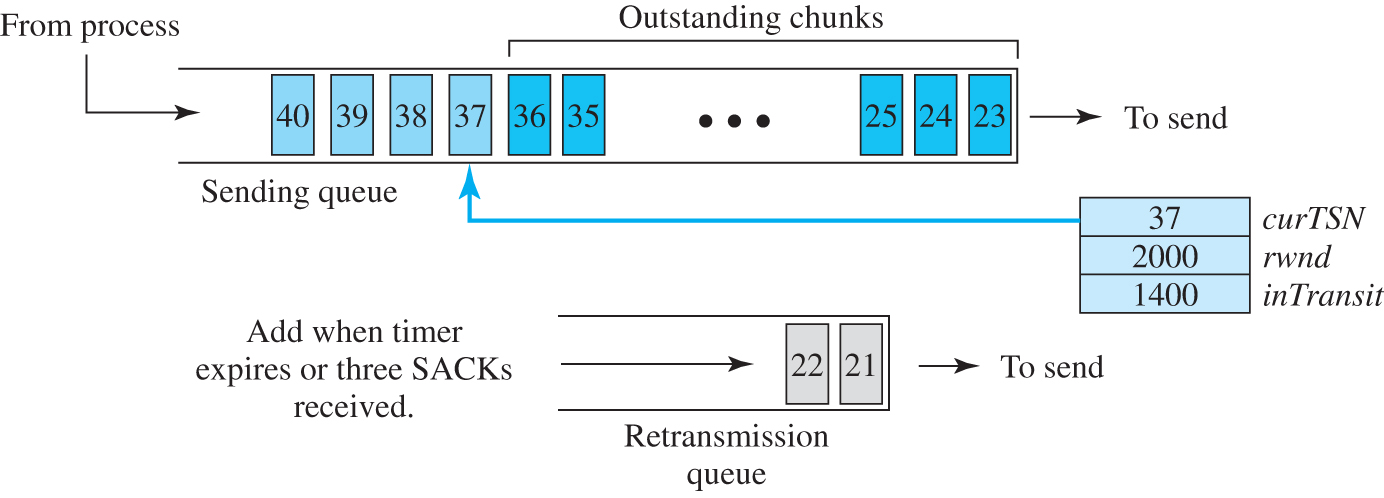 Outstanding chunks
From process
40 39 38 37 36 35 ••• 25 24 23
To send
Sending queue
37 curTSN
2000 rwnd
1400 inTransit
Add when timer
expires or three SACKs
received.
22 21
To send
Retransmission
queue